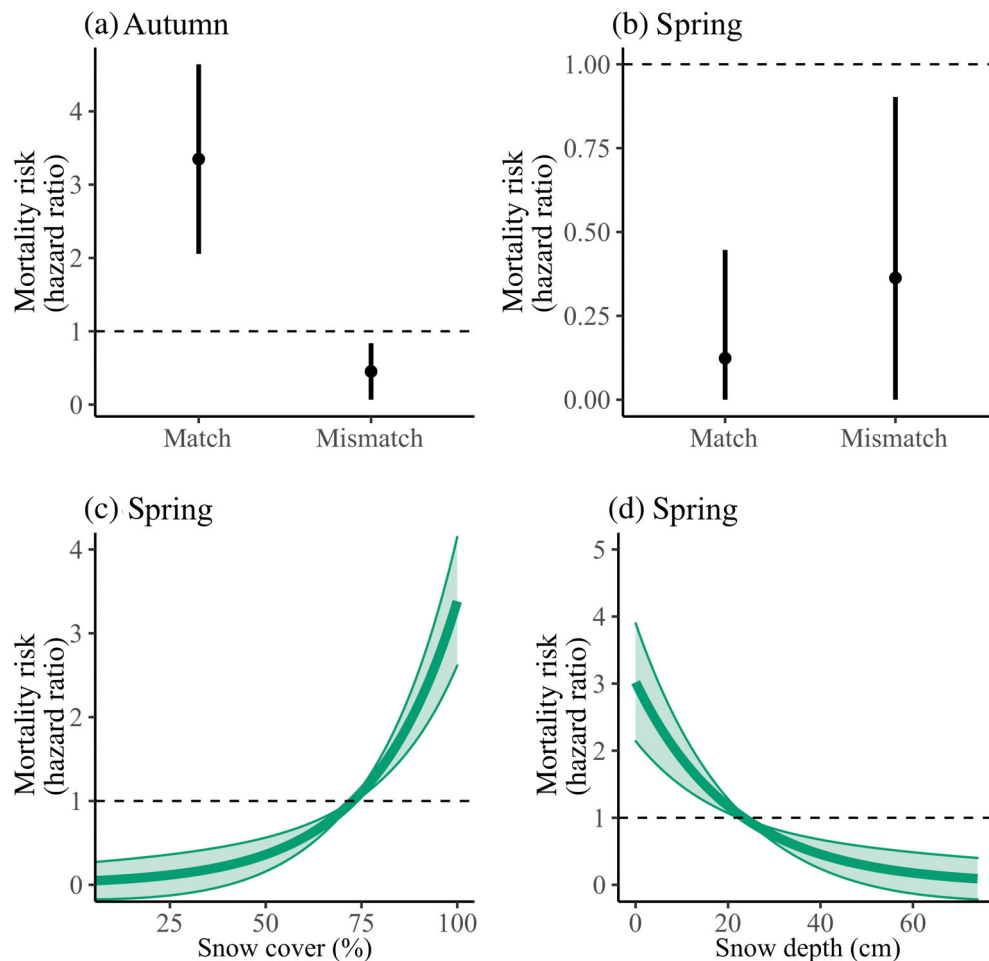 (a) Autumn
Mortality risk
(hazard ratio)
4
3
2
1
0
Match
Mismatch
(b) Spring
Mortality risk
(hazard ratio)
1.00
0.75
0.50
0.25
0.00
Match
Mismatch
(c) Spring
Mortality risk
(hazard ratio)
4
3
2
1
0
25
50
75
100
Snow cover (%)
(d) Spring
Mortality risk
(hazard ratio)
5
4
3
2
1
0
0
20
40
60
Snow depth (cm)